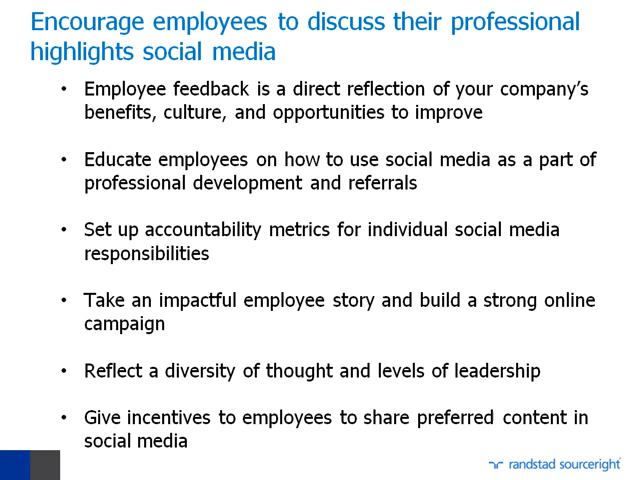 Encourage employees to discuss their professional
highlights social media
• Employee feedback is a direct reflection of your company's
benefits, culture, and opportunities to improve
• Educate employees on how to use social media as a part of
professional development and referrals
• Set up accountability metrics for individual social media
responsibilities
• Take an impactful employee story and build a strong online
campaign
• Reflect a diversity of thought and levels of leadership
• Give incentives to employees to share preferred content in
social media
randstad sourceright